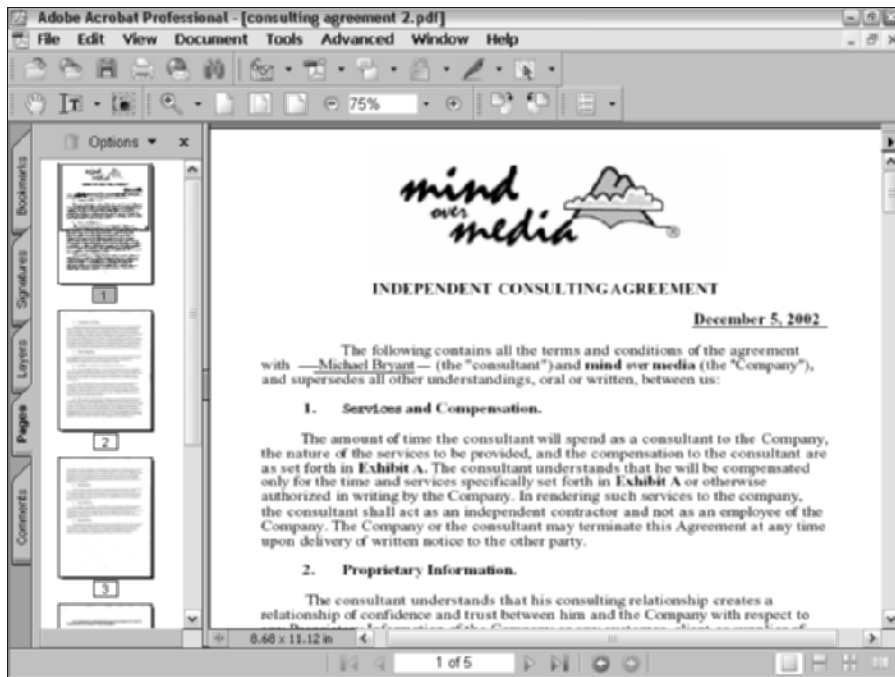 Adobe Acrobat Professional - [consulting agreement 2.pdf]
File Edit View Document Tools Advanced Window Help
75%
Options
Bookmarks
Signatures
Layers
Pages
Comments
1
2
3
mind
over
media
INDEPENDENT CONSULTING AGREEMENT
December 5, 2002
The following contains all the terms and conditions of the agreement
with Michael Bryant (the "consultant") and mind over media (the "Company"),
and supersedes all other understandings, oral or written, between us:
1. Services and Compensation.
The amount of time the consultant will spend as a consultant to the Company,
the nature of the services to be provided, and the compensation to the consultant are
as set forth in Exhibit A. The consultant understands that he will be compensated
only for the time and services specifically set forth in Exhibit A or otherwise
authorized in writing by the Company. In rendering such services to the company,
the consultant shall act as an independent contractor and not as an employee of the
Company. The Company or the consultant may terminate this Agreement at any time
upon delivery of written notice to the other party.
2. Proprietary Information.
The consultant understands that his consulting relationship creates a
relationship of confidence and trust between him and the Company with respect to
8.68 x 11.12 in
1 of 5